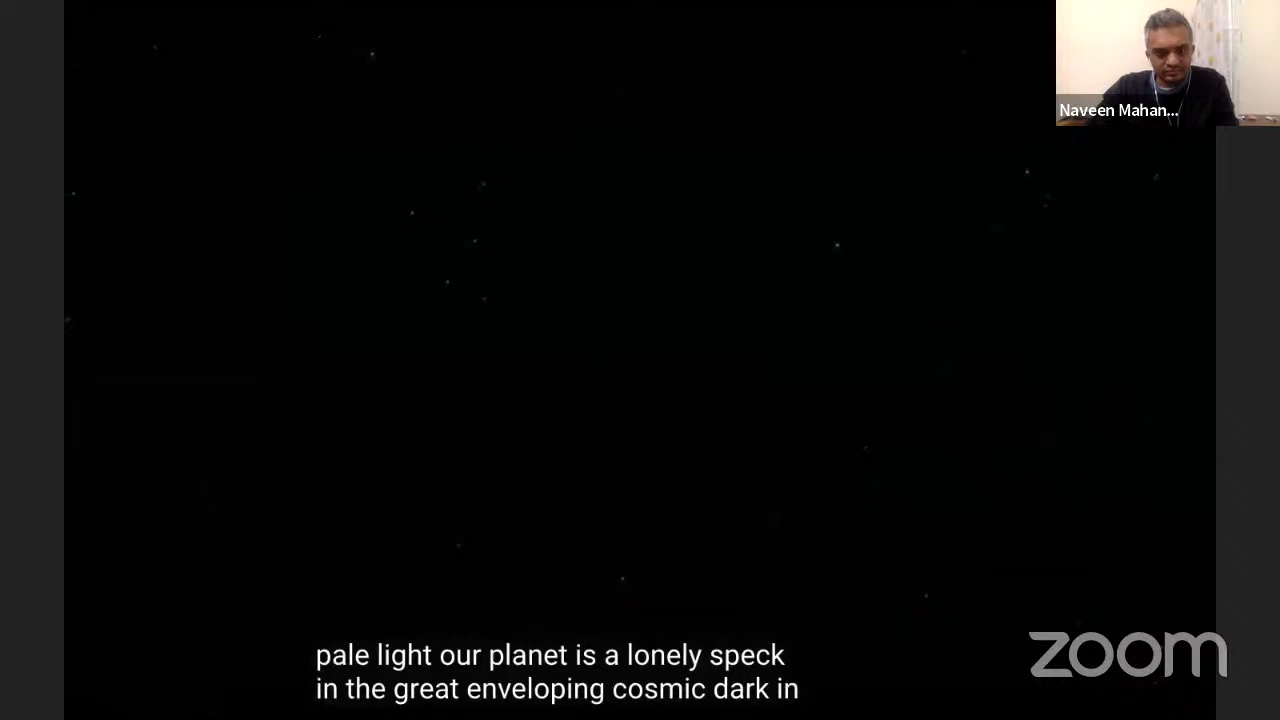 Naveen Mahan...
pale light our planet is a lonely speck
in the great enveloping cosmic dark in
zoom